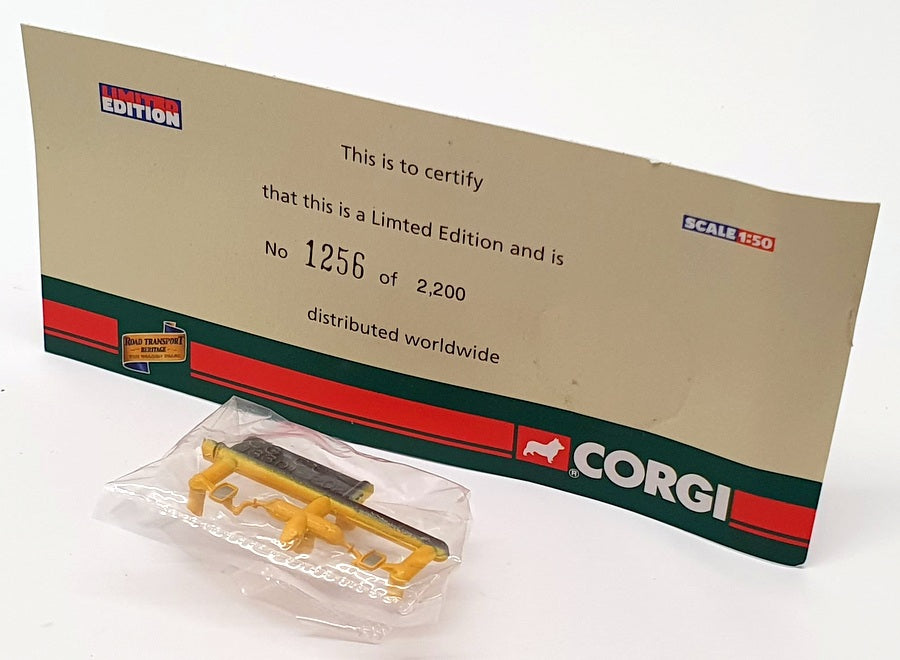 LIMITED
EDITION
This is to certify
that this is a Limted Edition and is
No 1256 of 2,200
distributed worldwide
SCALE 1:50
ROAD TRANSPORT
HERITAGE
® CORGI